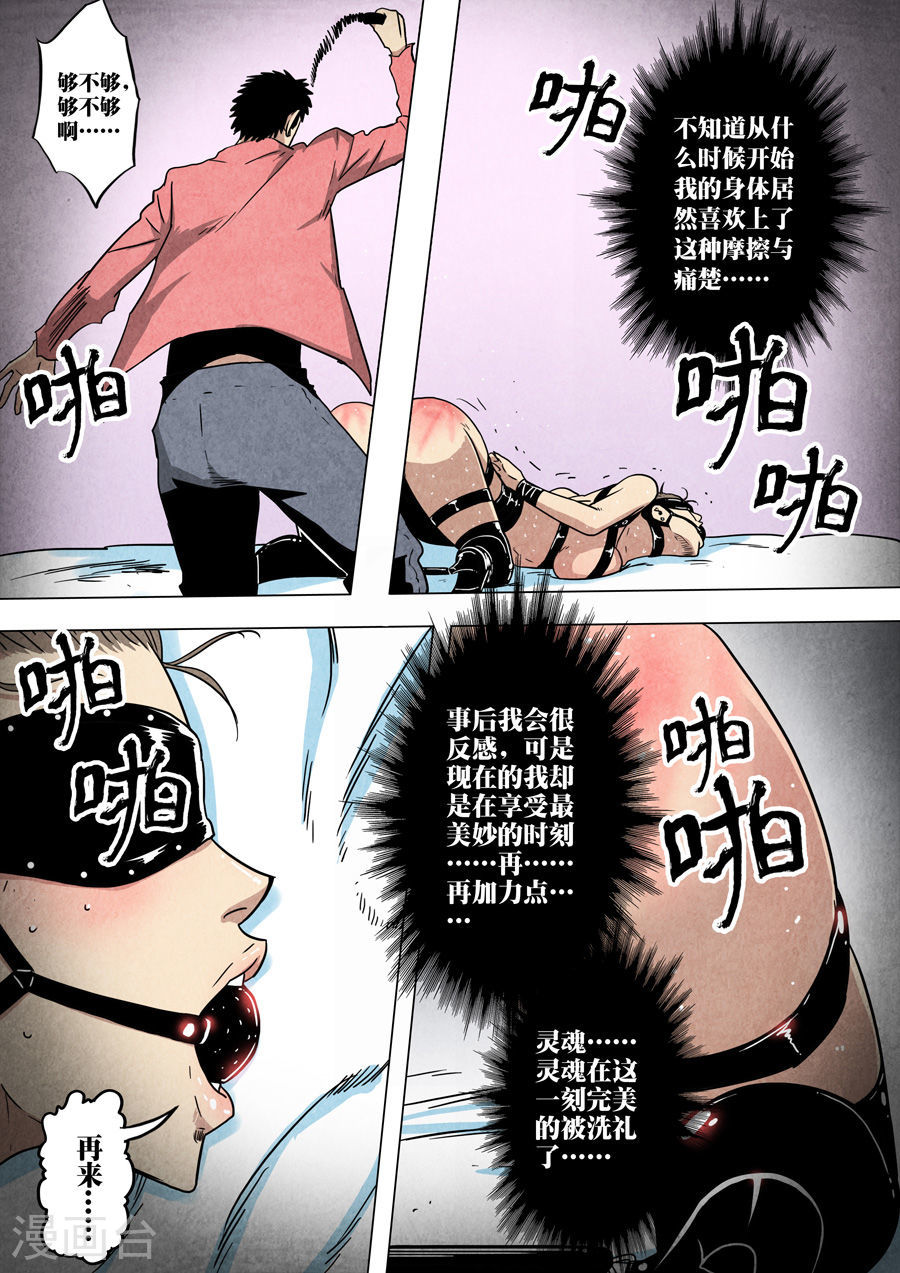 够不够，
够不够
啊……
啪
啪
不知道从什
么时候开始
我的身体居
然喜欢上了
这种摩擦与
痛楚……
啪
啪
啪
啪
事后我会很
反感，可是
现在的我却
是在享受最
美妙的时刻
……再……
再加力点…
…
啪
啪
灵魂……
灵魂在这
一刻完美
的被洗礼
了……
再来……
漫画台